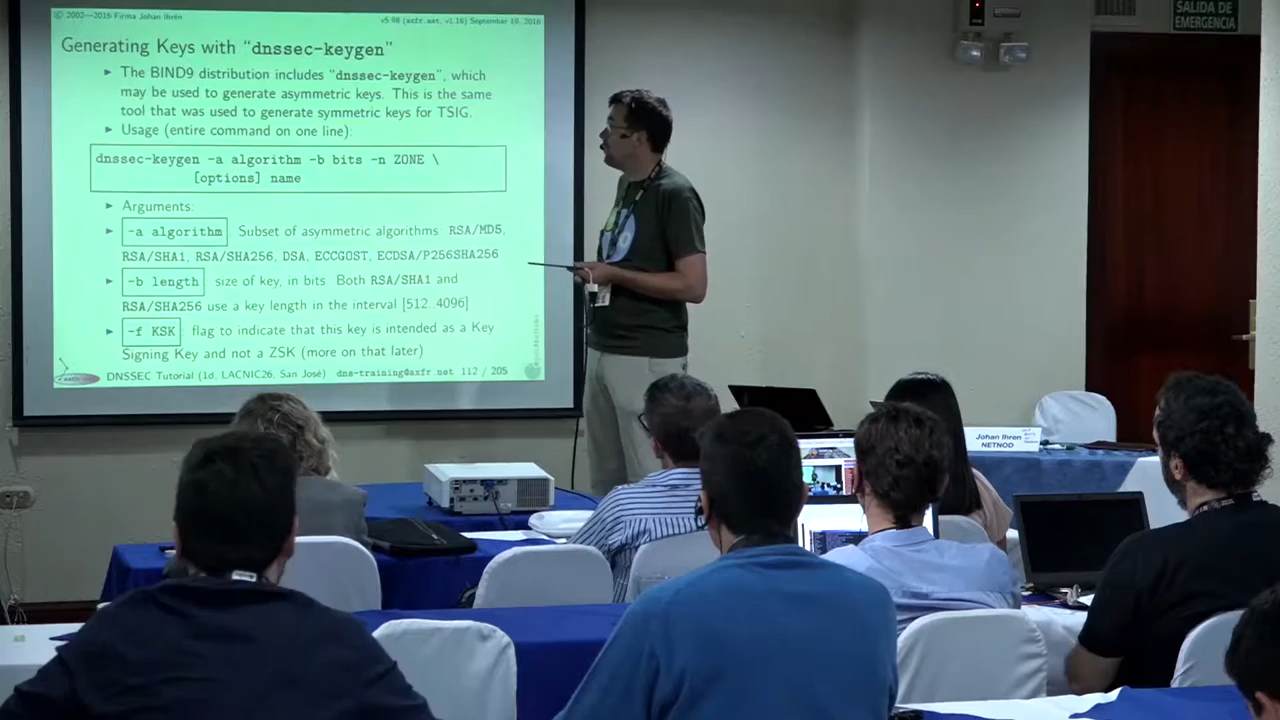 © 2002—2016 Firma Johan Ihrén
v5.98 (axfr.net, v1.16) September 19, 2016
Generating Keys with "dnssec-keygen"
▶ The BIND9 distribution includes "dnssec-keygen", which
may be used to generate asymmetric keys. This is the same
tool that was used to generate symmetric keys for TSIG.
▶ Usage (entire command on one line):
dnssec-keygen -a algorithm -b bits -n ZONE \
[options] name
▶ Arguments:
▶ -a algorithm Subset of asymmetric algorithms: RSA/MD5,
RSA/SHA1, RSA/SHA256, DSA, ECCGOST, ECDSA/P256SHA256
▶ -b length size of key, in bits. Both RSA/SHA1 and
RSA/SHA256 use a key length in the interval [512..4096]
▶ -f KSK flag to indicate that this key is intended as a Key
Signing Key and not a ZSK (more on that later)
DNSSEC Tutorial (1d, LACNIC26, San José) dns-training@axfr.net 112 / 205
SALIDA DE
EMERGENCIA
Johan Ihren
NETNOD